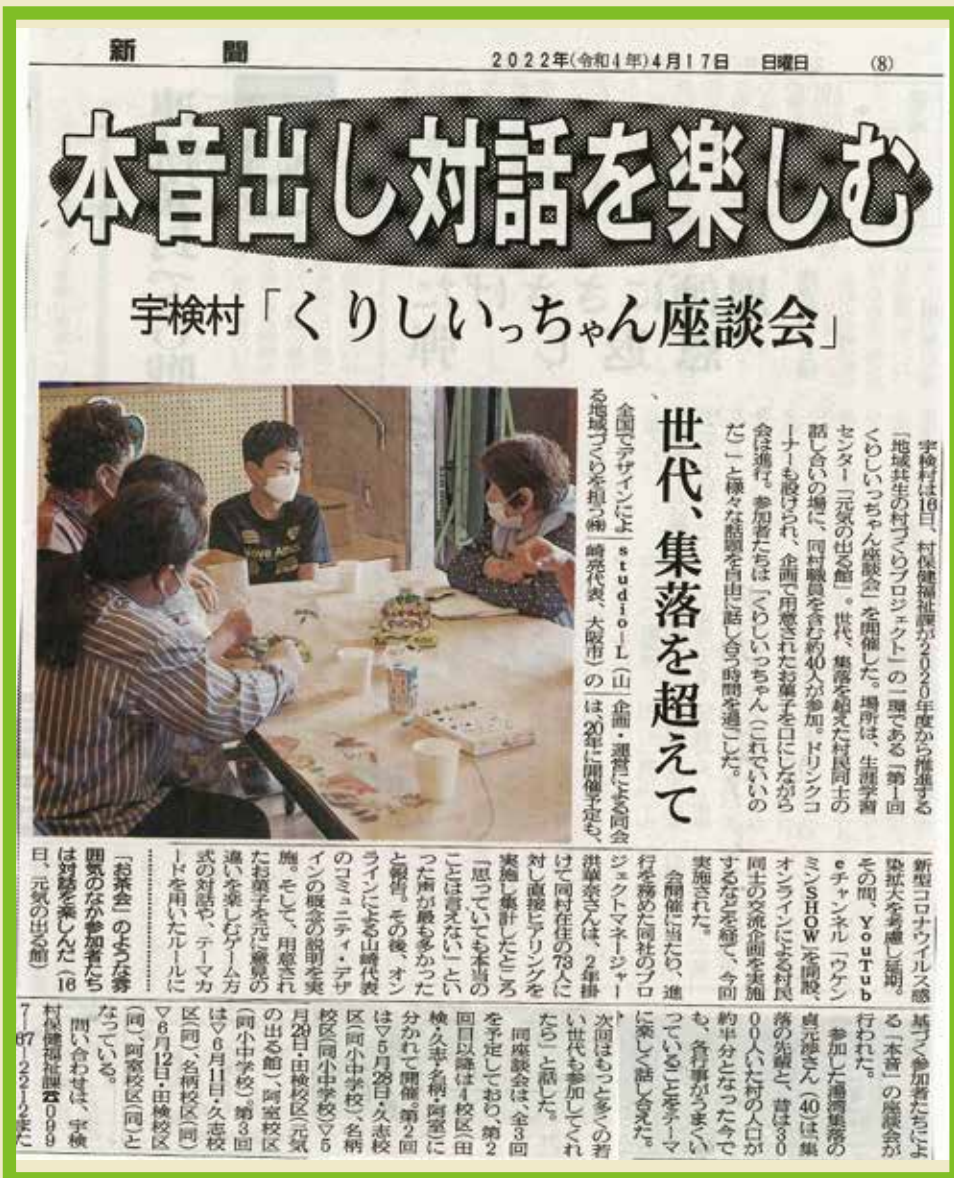 新聞
2022年(令和4年)4月17日 日曜日 (8)
本音出し対話を楽しむ
宇検村「くりしいっちゃん座談会」
世代、集落を超えて
宇検村は16日、村保健福祉課が2020年度から推進する
「地域共生の村づくりプロジェクト」の一環である「第1回
くらしいっちゃん座談会」を開催した。場所は、生涯学習
センター「元気の出る館」。世代、集落を超えた村民同士の
話し合いの場に、同村職員を含む約40人が参加。ドリンクコ
ーナーも設けられ、企画で用意されたお菓子を口にしながら
会は進行。参加者たちは「くらしいっちゃん(これでいいの
だ)」と様々な話題を自由に話し合う時間を過ごした。
全国でデザインによ
る地域づくりを担う㈱
studio-L(山
崎亮代表、大阪市)の
企画・運営による同会
は、20年に開催予定も、
新型コロナウイルス感
染拡大を考慮し延期。
その間、YouTub
eチャンネル「ウケン
ミンSHOW」を開設、
オンラインによる村民
同士の交流企画を実施
するなどを経て、今回
実施された。
会開催に当たり、進
行を務めた同社のプロ
ジェクトマネージャー
洪華奈さんは、2年掛
けて同村在住の73人に
対し直接ヒアリングを
実施し集計したところ
「思っていても本当の
ことは言えない」とい
った声が最も多かった
と報告。その後、オン
ラインによる山崎代表
のコミュニティ・デザ
インの概念の説明を実
施。そして、用意され
たお菓子を元に意見の
違いを楽しむゲーム方
式の対話や、テーマカ
ードを用いたルールに
「お茶会」のような雰
囲気のなか参加者たち
は対話を楽しんだ(16
日、元気の出る館)
基づく参加者たちによ
る「本音」の座談会が
行われた。
参加した湯湾集落の
貞元淳さん(40)は「集
落の先輩と、昔は30
00人いた村の人口が
約半分となった今で
も、各行事がうまくい
っていることをテーマ
に楽しく話し合えた。
次回はもっと多くの若
い世代も参加してくれ
たら」と話した。
同座談会は、全3回
を予定しており、第2
回目以降は4校区(田
検・久志・名柄・阿室)に
分かれて開催。第2回
は▽5月28日・久志校
区(同小中学校)、名柄
校区(同小中学校)▽5
月29日・田検校区(元気
の出る館)、阿室校区
(同小中学校)。第3回
は▽6月11日・久志校
区(同)、名柄校区(同)
▽6月12日・田検校区
(同)、阿室校区(同)と
なっている。
問い合わせは、宇検
村保健福祉課☎099
7-67-2212また